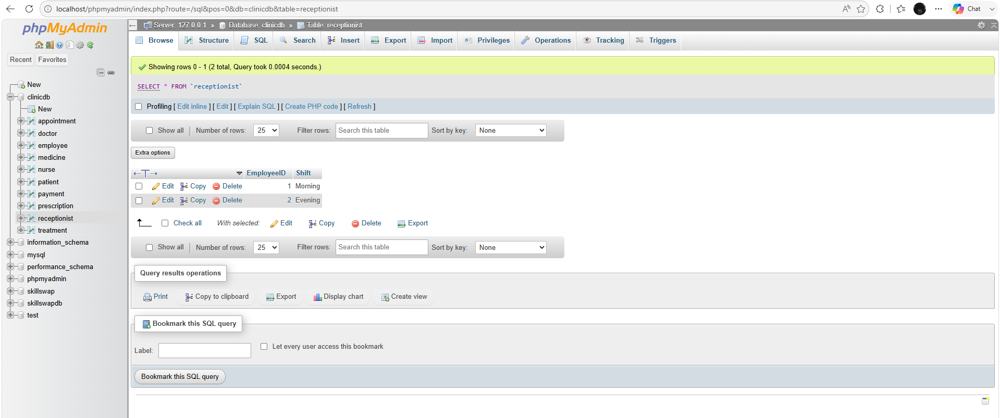 localhost/phpmyadmin/index.php?route=/sql&pos=0&db=clinicdb&table=receptionist
Chat
phpMyAdmin
Recent Favorites
New
clinicdb
New
appointment
doctor
employee
medicine
nurse
patient
payment
prescription
receptionist
treatment
information_schema
mysql
performance_schema
phpmyadmin
skillswap
skillswapdb
test
Server: 127.0.0.1 » Database: clinicdb » Table: receptionist
Browse Structure SQL Search Insert Export Import Privileges Operations Tracking Triggers
Showing rows 0 - 1 (2 total, Query took 0.0004 seconds.)
SELECT * FROM `receptionist`
Profiling [ Edit inline ] [ Edit ] [ Explain SQL ] [ Create PHP code ] [ Refresh ]
Show all | Number of rows: 25 Filter rows: Search this table Sort by key: None
Extra options
EmployeeID Shift
Edit Copy Delete 1 Morning
Edit Copy Delete 2 Evening
Check all With selected: Edit Copy Delete Export
Show all | Number of rows: 25 Filter rows: Search this table Sort by key: None
Query results operations
Print Copy to clipboard Export Display chart Create view
Bookmark this SQL query
Label: Let every user access this bookmark
Bookmark this SQL query